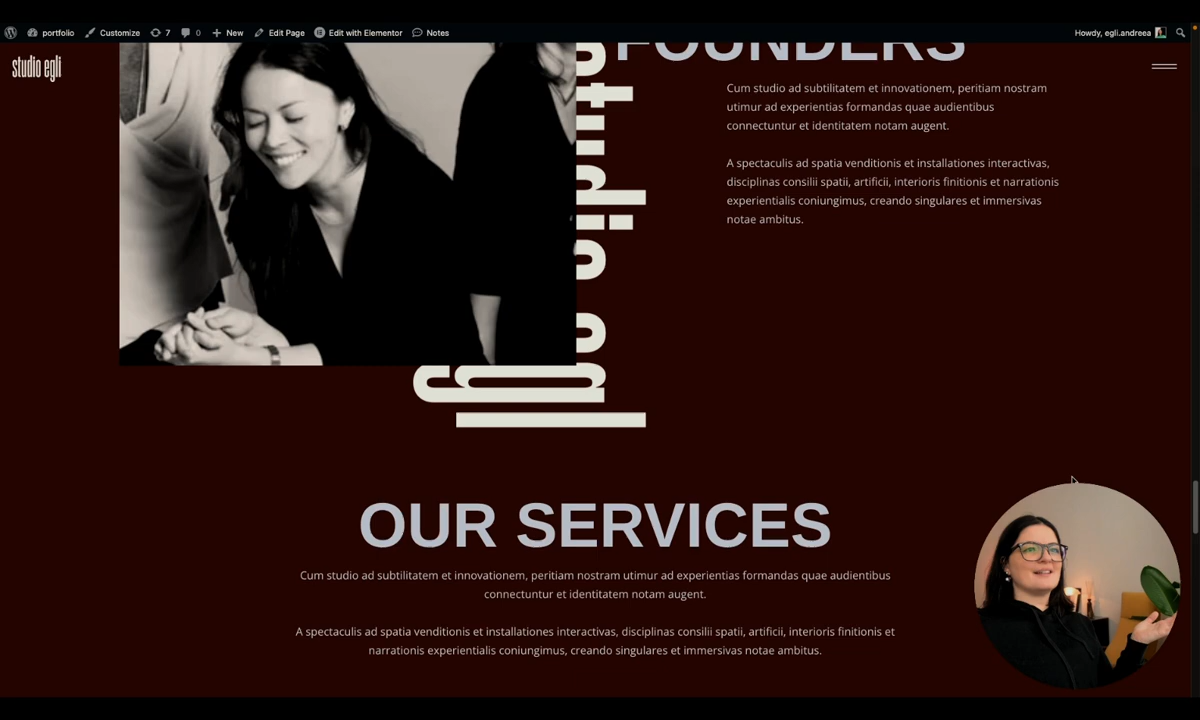 portfolio
Customize
7
0
New
Edit Page
Edit with Elementor
Notes
Howdy, egli.andreea
studio egli
FOUNDERS
Cum studio ad subtilitatem et innovationem, peritiam nostram
utimur ad experientias formandas quae audientibus
connectuntur et identitatem notam augent.
A spectaculis ad spatia venditionis et installationes interactivas,
disciplinas consilii spatii, artificii, interioris finitionis et narrationis
experientialis coniungimus, creando singulares et immersivas
notae ambitus.
studio egli
OUR SERVICES
Cum studio ad subtilitatem et innovationem, peritiam nostram utimur ad experientias formandas quae audientibus
connectuntur et identitatem notam augent.
A spectaculis ad spatia venditionis et installationes interactivas, disciplinas consilii spatii, artificii, interioris finitionis et
narrationis experientialis coniungimus, creando singulares et immersivas notae ambitus.